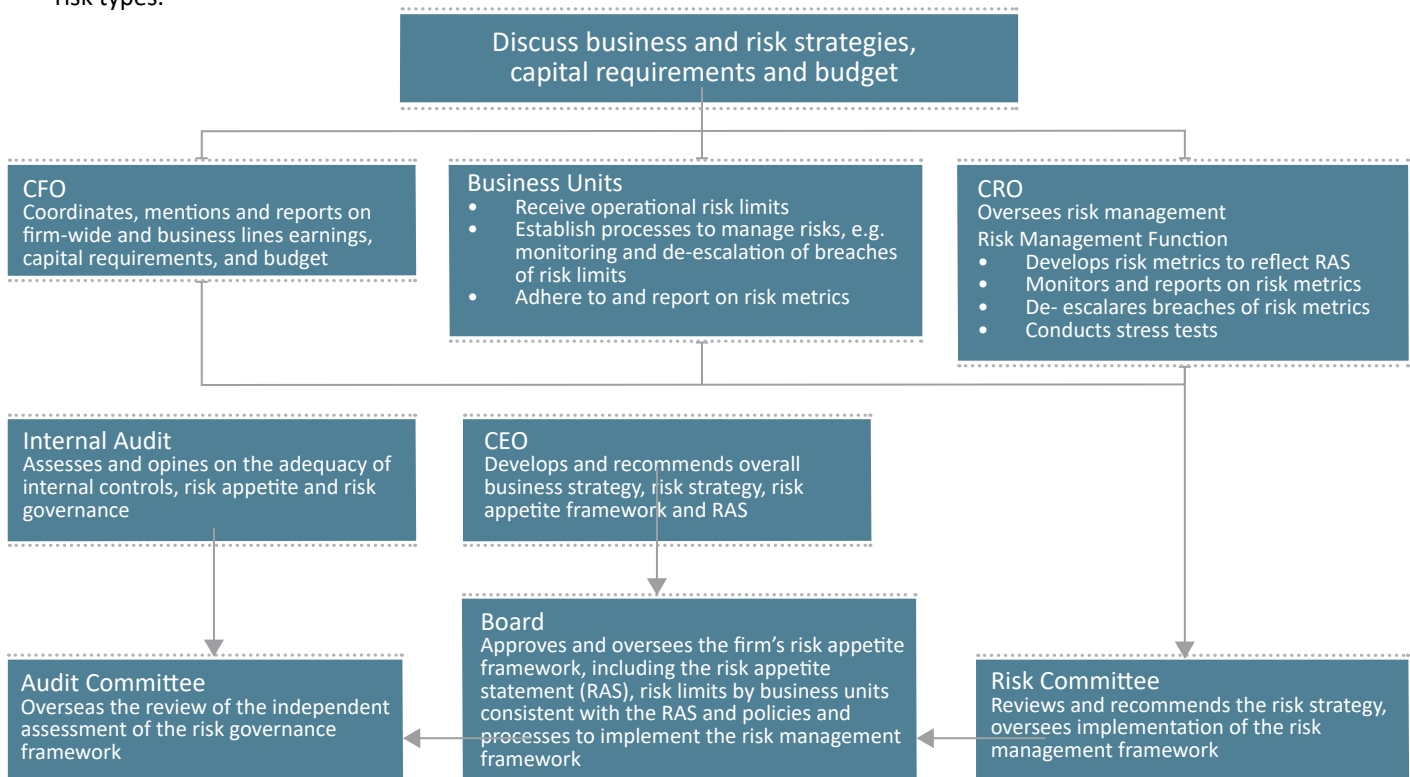 risk types.
Discuss business and risk strategies,
capital requirements and budget
CFO
Coordinates, mentions and reports on
firm-wide and business lines earnings,
capital requirements, and budget
Business Units
• Receive operational risk limits
• Establish processes to manage risks, e.g.
monitoring and de-escalation of breaches
of risk limits
• Adhere to and report on risk metrics
CRO
Oversees risk management
Risk Management Function
• Develops risk metrics to reflect RAS
• Monitors and reports on risk metrics
• De- escalares breaches of risk metrics
• Conducts stress tests
Internal Audit
Assesses and opines on the adequacy of
internal controls, risk appetite and risk
governance
CEO
Develops and recommends overall
business strategy, risk strategy, risk
appetite framework and RAS
Audit Committee
Overseas the review of the independent
assessment of the risk governance
framework
Board
Approves and oversees the firm's risk appetite
framework, including the risk appetite
statement (RAS), risk limits by business units
consistent with the RAS and policies and
processes to implement the risk management
framework
Risk Committee
Reviews and recommends the risk strategy,
oversees implementation of the risk
management framework